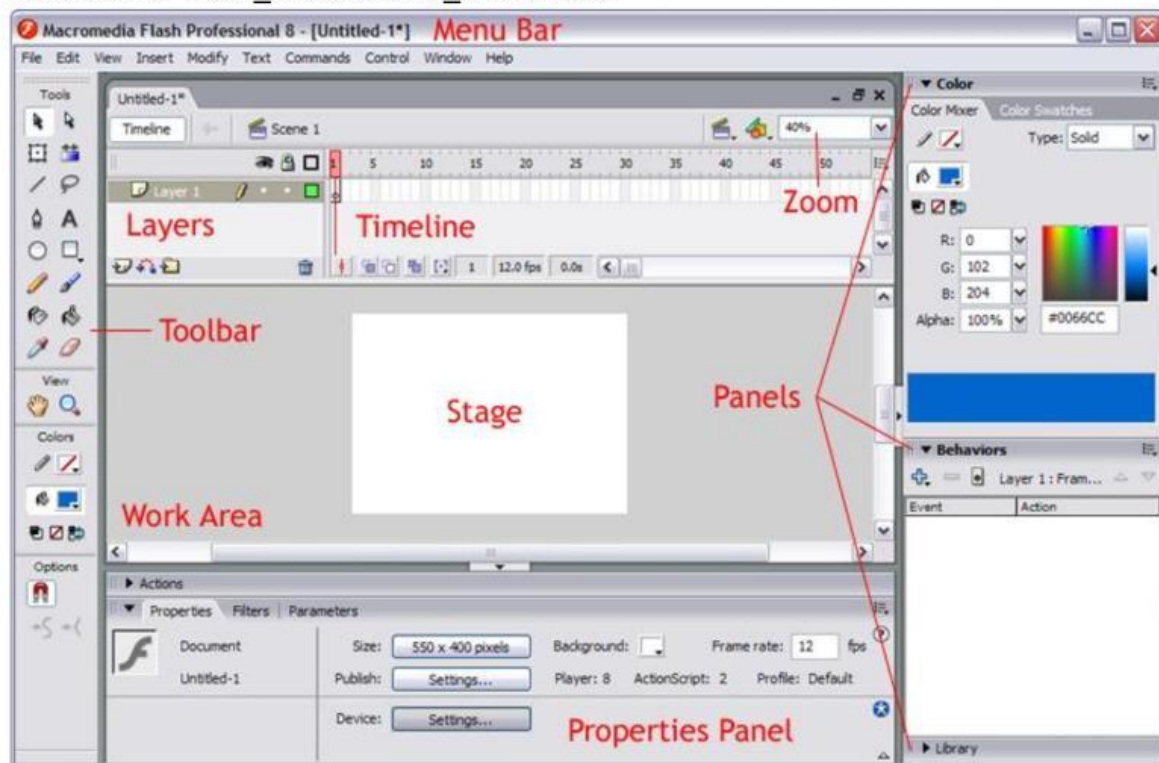 Macromedia Flash Professional 8 - [Untitled-1*] Menu Bar
File Edit View Insert Modify Text Commands Control Window Help
Tools
Untitled-1*
Timeline Scene 1 40%
1 5 10 15 20 25 30 35 40 45 50
Layer 1
Layers Timeline Zoom
1 12.0 fps 0.0s
Toolbar
Stage
Work Area
View
Colors
Options
Panels
Color
Color Mixer Color Swatches
Type: Solid
R: 0
G: 102
B: 204
Alpha: 100% #0066CC
Behaviors
Layer 1 : Fram...
Event Action
Library
Actions
Properties Filters Parameters
Document Size: 550 x 400 pixels Background: Frame rate: 12 fps
Untitled-1 Publish: Settings... Player: 8 ActionScript: 2 Profile: Default
Device: Settings...
Properties Panel